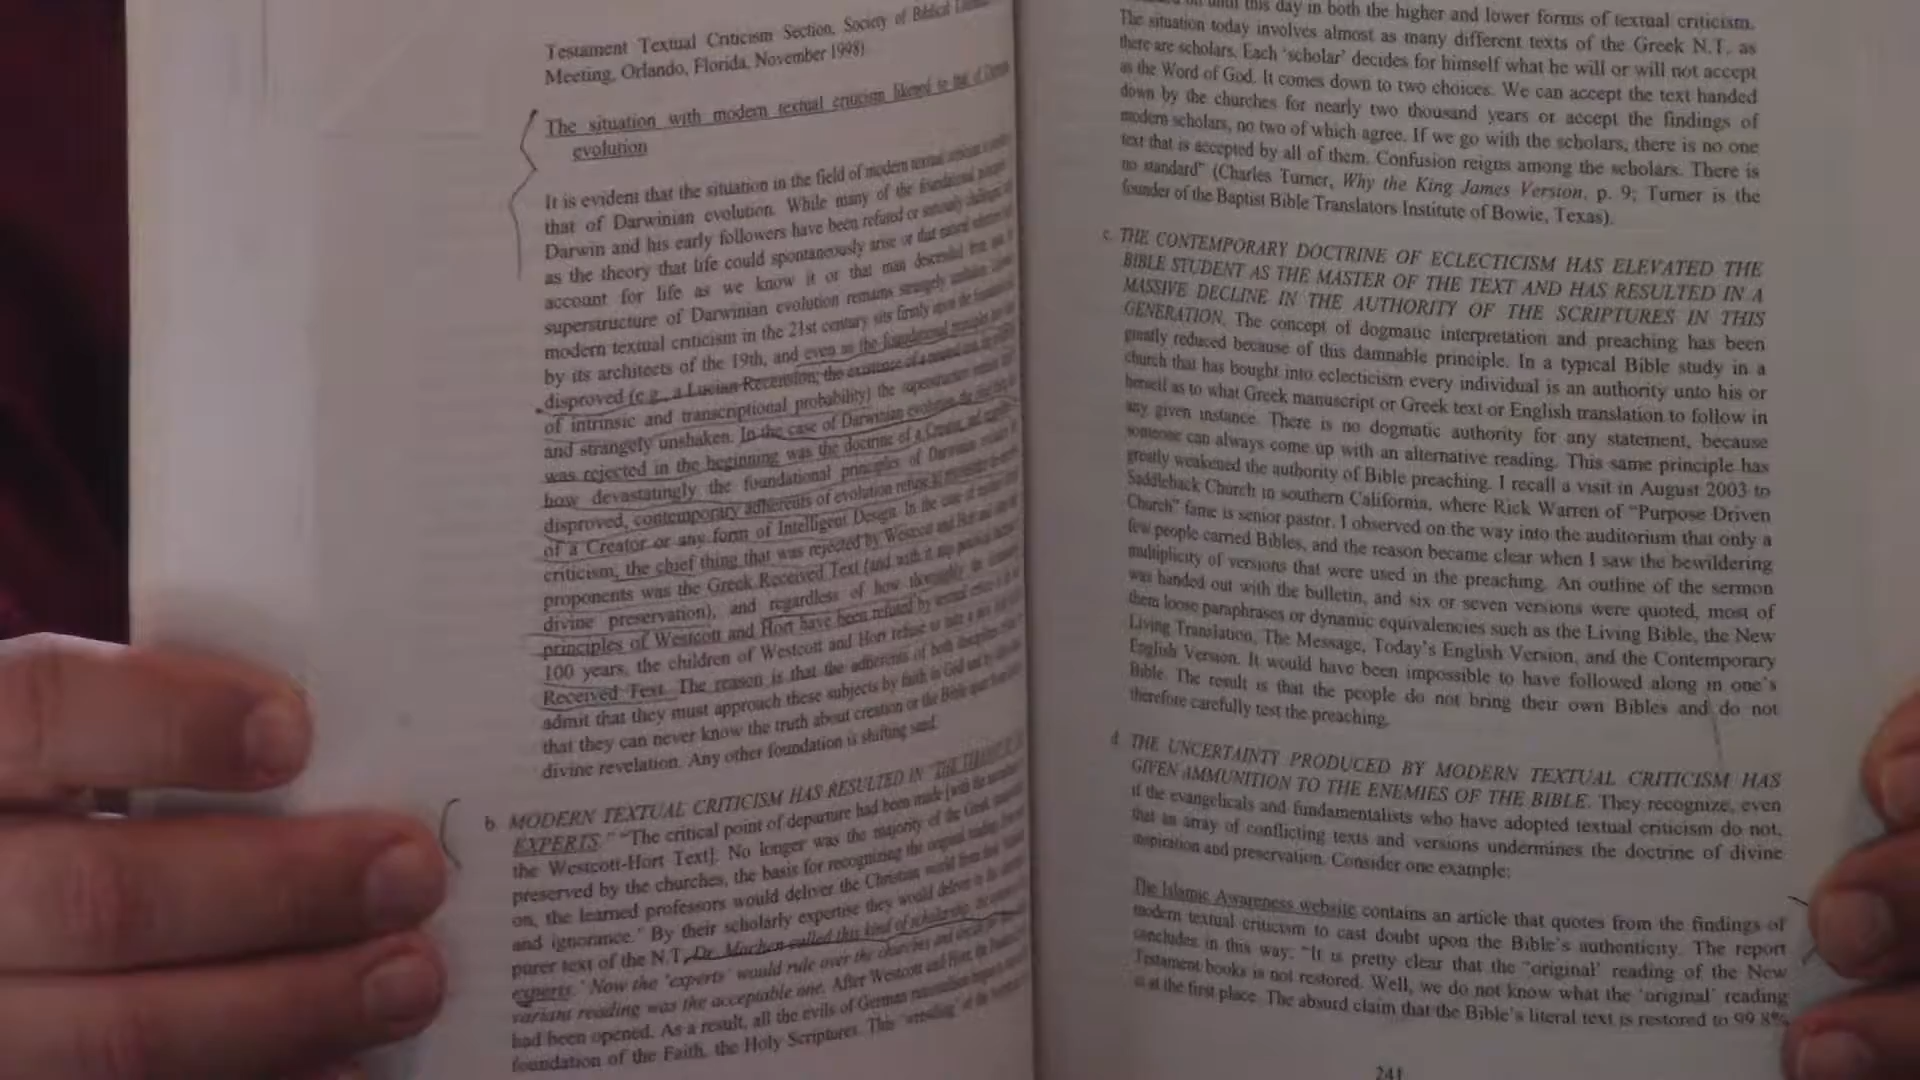 Testament Textual Criticism Section, Society of Biblical
Meeting, Orlando, Florida, November 1998).
The situation with modern textual criticism likened to that of
evolution
It is evident that the situation in the field of modern textual criticism
that of Darwinian evolution. While many of the foundational
Darwin and his early followers have been refuted or seriously challenged
as the theory that life could spontaneously arise or that natural selection
account for life as we know it or that man descended from
superstructure of Darwinian evolution remains strangely
modern textual criticism in the 21st century sits firmly upon the
by its architects of the 19th, and even as the foundational
disproved (e.g., a Lucian Recension; the existence of a neutral text,
of intrinsic and transcriptional probability) the superstructure
and strangely unshaken. In the case of Darwinian evolution, the
was rejected in the beginning was the doctrine of a Creator, and
how devastatingly the foundational principles of Darwinian
disproved, contemporary adherents of evolution refuse
of a Creator or any form of Intelligent Design. In the case of
criticism, the chief thing that was rejected by Westcott and Hort and
proponents was the Greek Received Text (and with it any
divine preservation), and regardless of how thoroughly
principles of Westcott and Hort have been refuted by textual
100 years, the children of Westcott and Hort refuse to take a
Received Text. The reason is that the adherents of both disciplines
admit that they must approach these subjects by faith in God and
that they can never know the truth about creation or the Bible
divine revelation. Any other foundation is shifting sand.
b. MODERN TEXTUAL CRITICISM HAS RESULTED IN "THE
EXPERTS." "The critical point of departure had been made [with
the Westcott-Hort Text]. No longer was the majority of the Greek
preserved by the churches, the basis for recognizing the original reading.
on, the learned professors would deliver the Christian world from
and ignorance.' By their scholarly expertise they would deliver
purer text of the N.T. Dr. Machen called this kind of scholarship,
experts.' Now the 'experts' would rule over the churches and decide
variant reading was the acceptable one. After Westcott and Hort,
had been opened. As a result, all the evils of German rationalism
foundation of the Faith, the Holy Scriptures. This 'wresting'
until this day in both the higher and lower forms of textual criticism.
The situation today involves almost as many different texts of the Greek N.T. as
there are scholars. Each 'scholar' decides for himself what he will or will not accept
as the Word of God. It comes down to two choices. We can accept the text handed
down by the churches for nearly two thousand years or accept the findings of
modern scholars, no two of which agree. If we go with the scholars, there is no one
text that is accepted by all of them. Confusion reigns among the scholars. There is
no standard" (Charles Turner, Why the King James Version, p. 9; Turner is the
founder of the Baptist Bible Translators Institute of Bowie, Texas).
c. THE CONTEMPORARY DOCTRINE OF ECLECTICISM HAS ELEVATED THE
BIBLE STUDENT AS THE MASTER OF THE TEXT AND HAS RESULTED IN A
MASSIVE DECLINE IN THE AUTHORITY OF THE SCRIPTURES IN THIS
GENERATION. The concept of dogmatic interpretation and preaching has been
greatly reduced because of this damnable principle. In a typical Bible study in a
church that has bought into eclecticism every individual is an authority unto his or
herself as to what Greek manuscript or Greek text or English translation to follow in
any given instance. There is no dogmatic authority for any statement, because
someone can always come up with an alternative reading. This same principle has
greatly weakened the authority of Bible preaching. I recall a visit in August 2003 to
Saddleback Church in southern California, where Rick Warren of "Purpose Driven
Church" fame is senior pastor. I observed on the way into the auditorium that only a
few people carried Bibles, and the reason became clear when I saw the bewildering
multiplicity of versions that were used in the preaching. An outline of the sermon
was handed out with the bulletin, and six or seven versions were quoted, most of
them loose paraphrases or dynamic equivalencies such as the Living Bible, the New
Living Translation, The Message, Today's English Version, and the Contemporary
English Version. It would have been impossible to have followed along in one's
Bible. The result is that the people do not bring their own Bibles and do not
therefore carefully test the preaching.
d. THE UNCERTAINTY PRODUCED BY MODERN TEXTUAL CRITICISM HAS
GIVEN AMMUNITION TO THE ENEMIES OF THE BIBLE. They recognize, even
if the evangelicals and fundamentalists who have adopted textual criticism do not,
that an array of conflicting texts and versions undermines the doctrine of divine
inspiration and preservation. Consider one example:
The Islamic Awareness website contains an article that quotes from the findings of
modern textual criticism to cast doubt upon the Bible's authenticity. The report
concludes in this way: "It is pretty clear that the "original' reading of the New
Testament books is not restored. Well, we do not know what the 'original' reading
is at the first place. The absurd claim that the Bible's literal text is restored to 99.8%
241